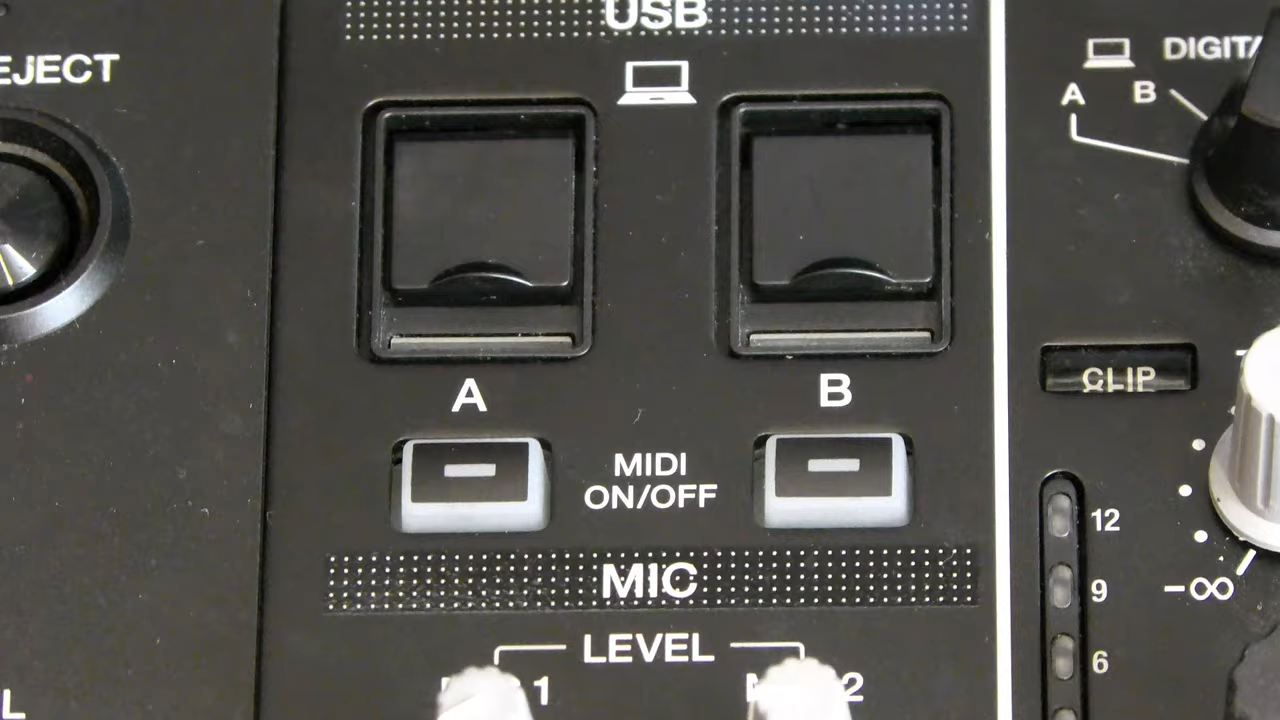 USB
EJECT
DIGITA
A B
A B
CLIP
MIDI
ON/OFF
12
MIC
9
-∞
LEVEL
6
1 2
L